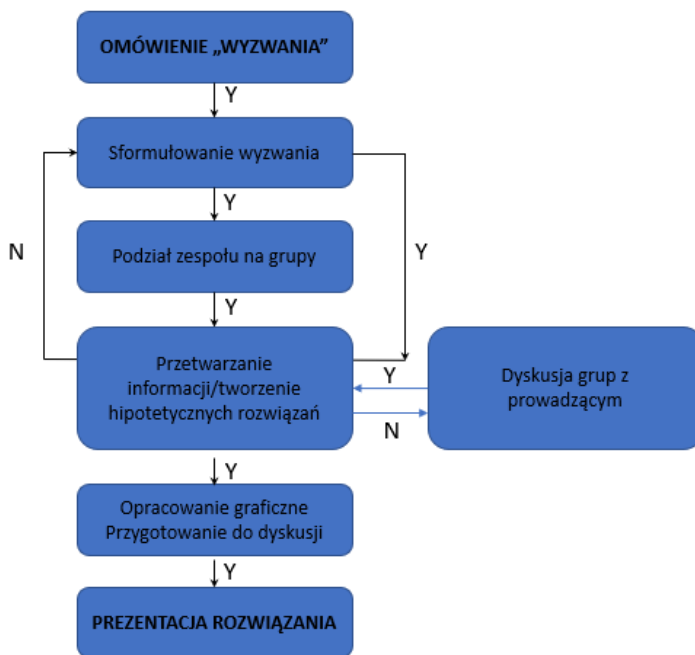 OMÓWIENIE „WYZWANIA”
Y
Sformułowanie wyzwania
Y
N
Y
Podział zespołu na grupy
Y
Przetwarzanie
informacji/tworzenie
hipotetycznych rozwiązań
Y
N
Dyskusja grup z
prowadzącym
Y
Opracowanie graficzne
Przygotowanie do dyskusji
Y
PREZENTACJA ROZWIĄZANIA